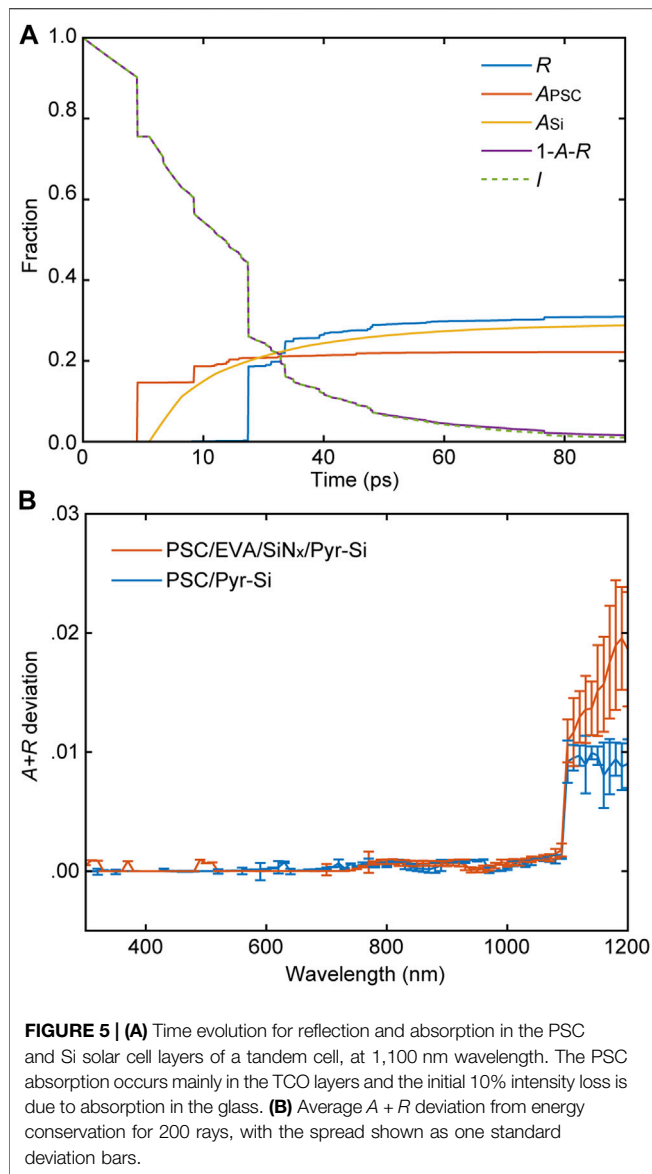 A
1.0
0.8
0.6
0.4
0.2
0.0
Fraction
R
APSC
ASi
1-A-R
I
0
10
40
60
80
Time (ps)
B
.03
.02
.01
.00
A+R deviation
PSC/EVA/SiNx/Pyr-Si
PSC/Pyr-Si
400
600
800
1000
1200
Wavelength (nm)
FIGURE 5 | (A) Time evolution for reflection and absorption in the PSC
and Si solar cell layers of a tandem cell, at 1,100 nm wavelength. The PSC
absorption occurs mainly in the TCO layers and the initial 10% intensity loss is
due to absorption in the glass. (B) Average A + R deviation from energy
conservation for 200 rays, with the spread shown as one standard
deviation bars.